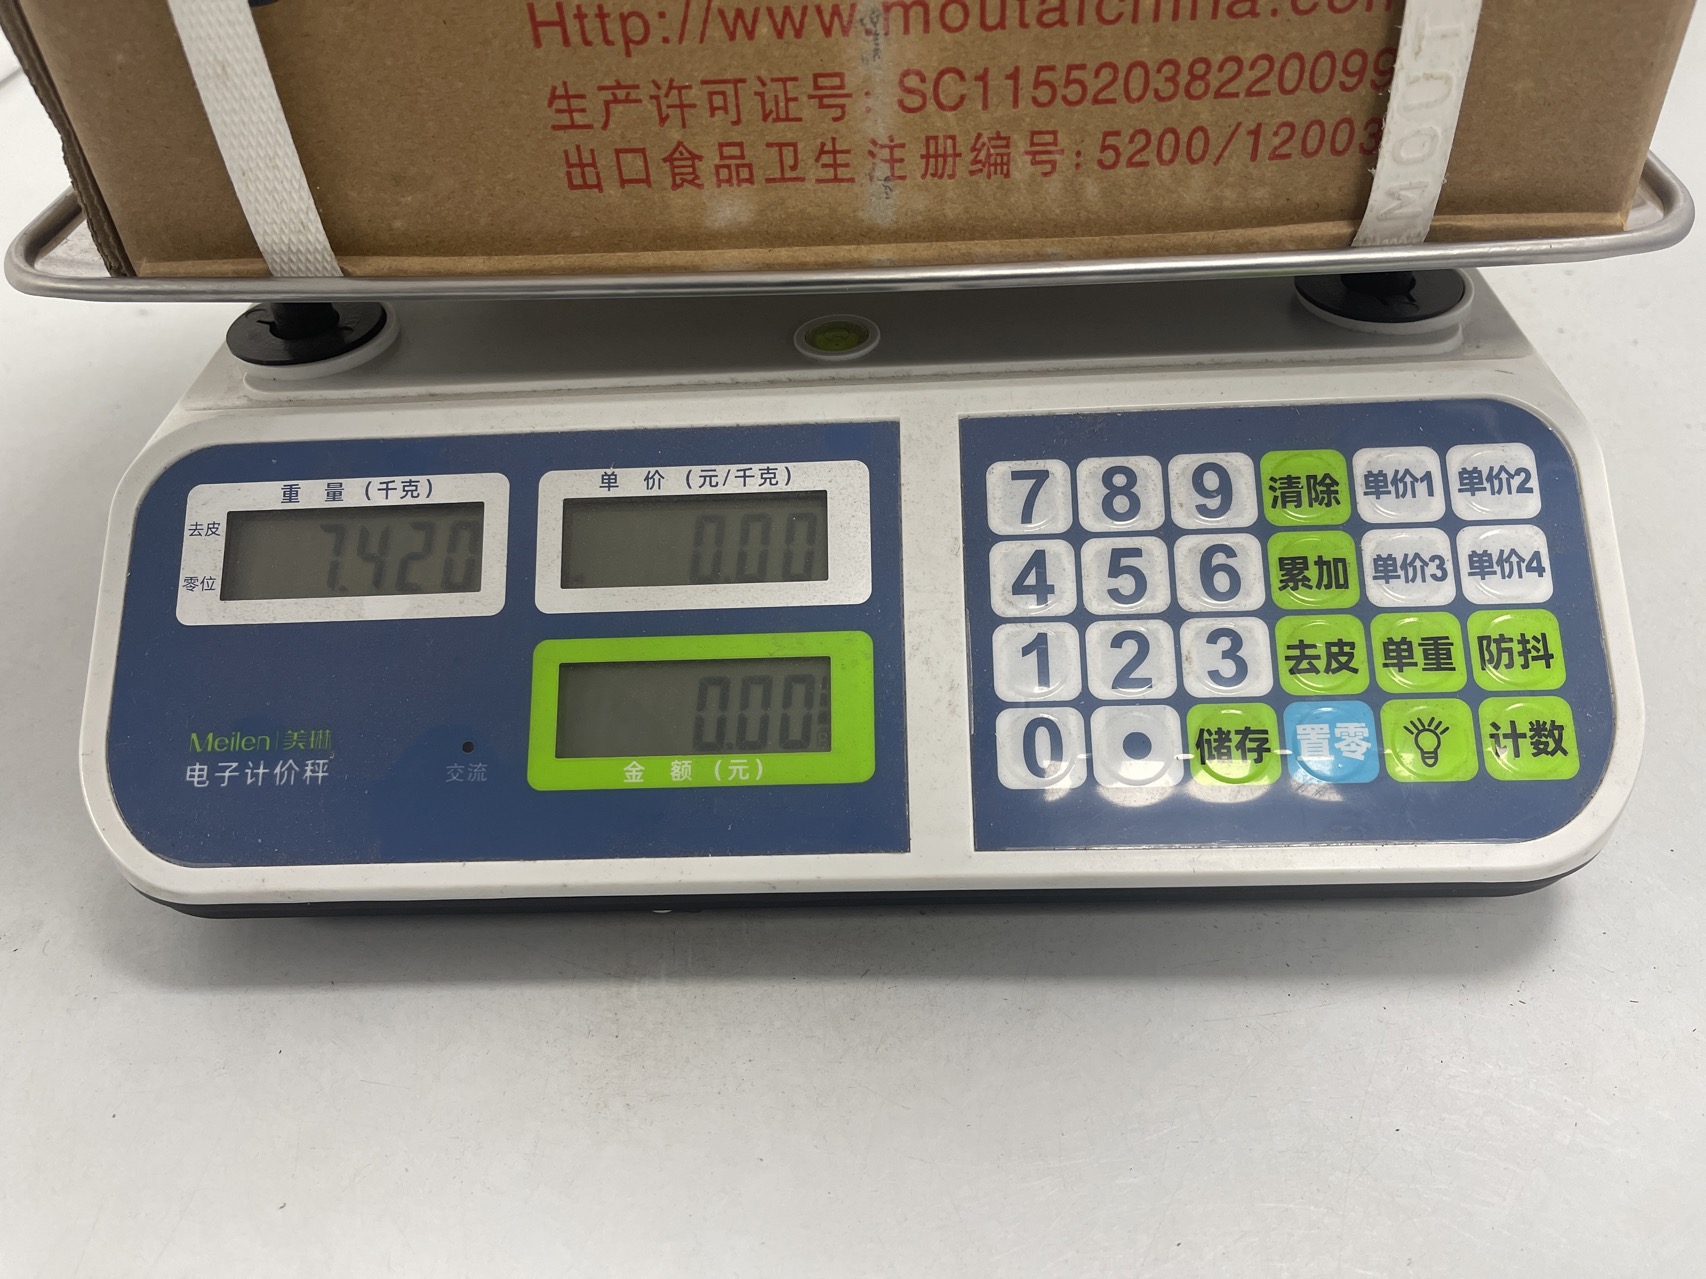 Http://www.moutaichina.com
生产许可证号: SC11552038220099
出口食品卫生注册编号: 5200/12003
MOUT
重 量 (千克)
去皮
零位
7.420
单 价 (元/千克)
0.00
0.00
金 额 (元)
Meilen 美琳
电子计价秤
交流
7 8 9 清除 单价1 单价2
4 5 6 累加 单价3 单价4
1 2 3 去皮 单重 防抖
0 . 储存 置零 计数